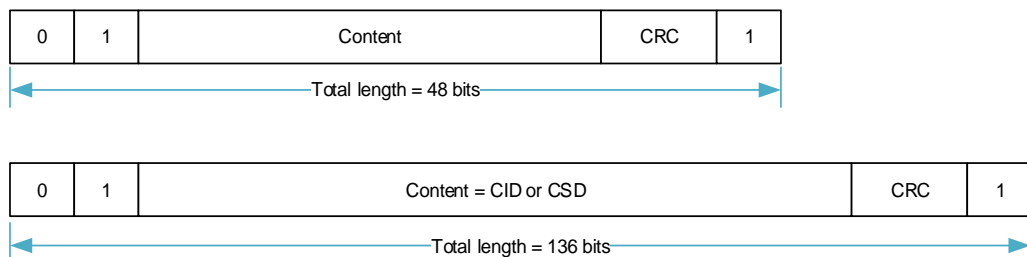 0 1 Content CRC 1
Total length = 48 bits
0 1 Content = CID or CSD CRC 1
Total length = 136 bits